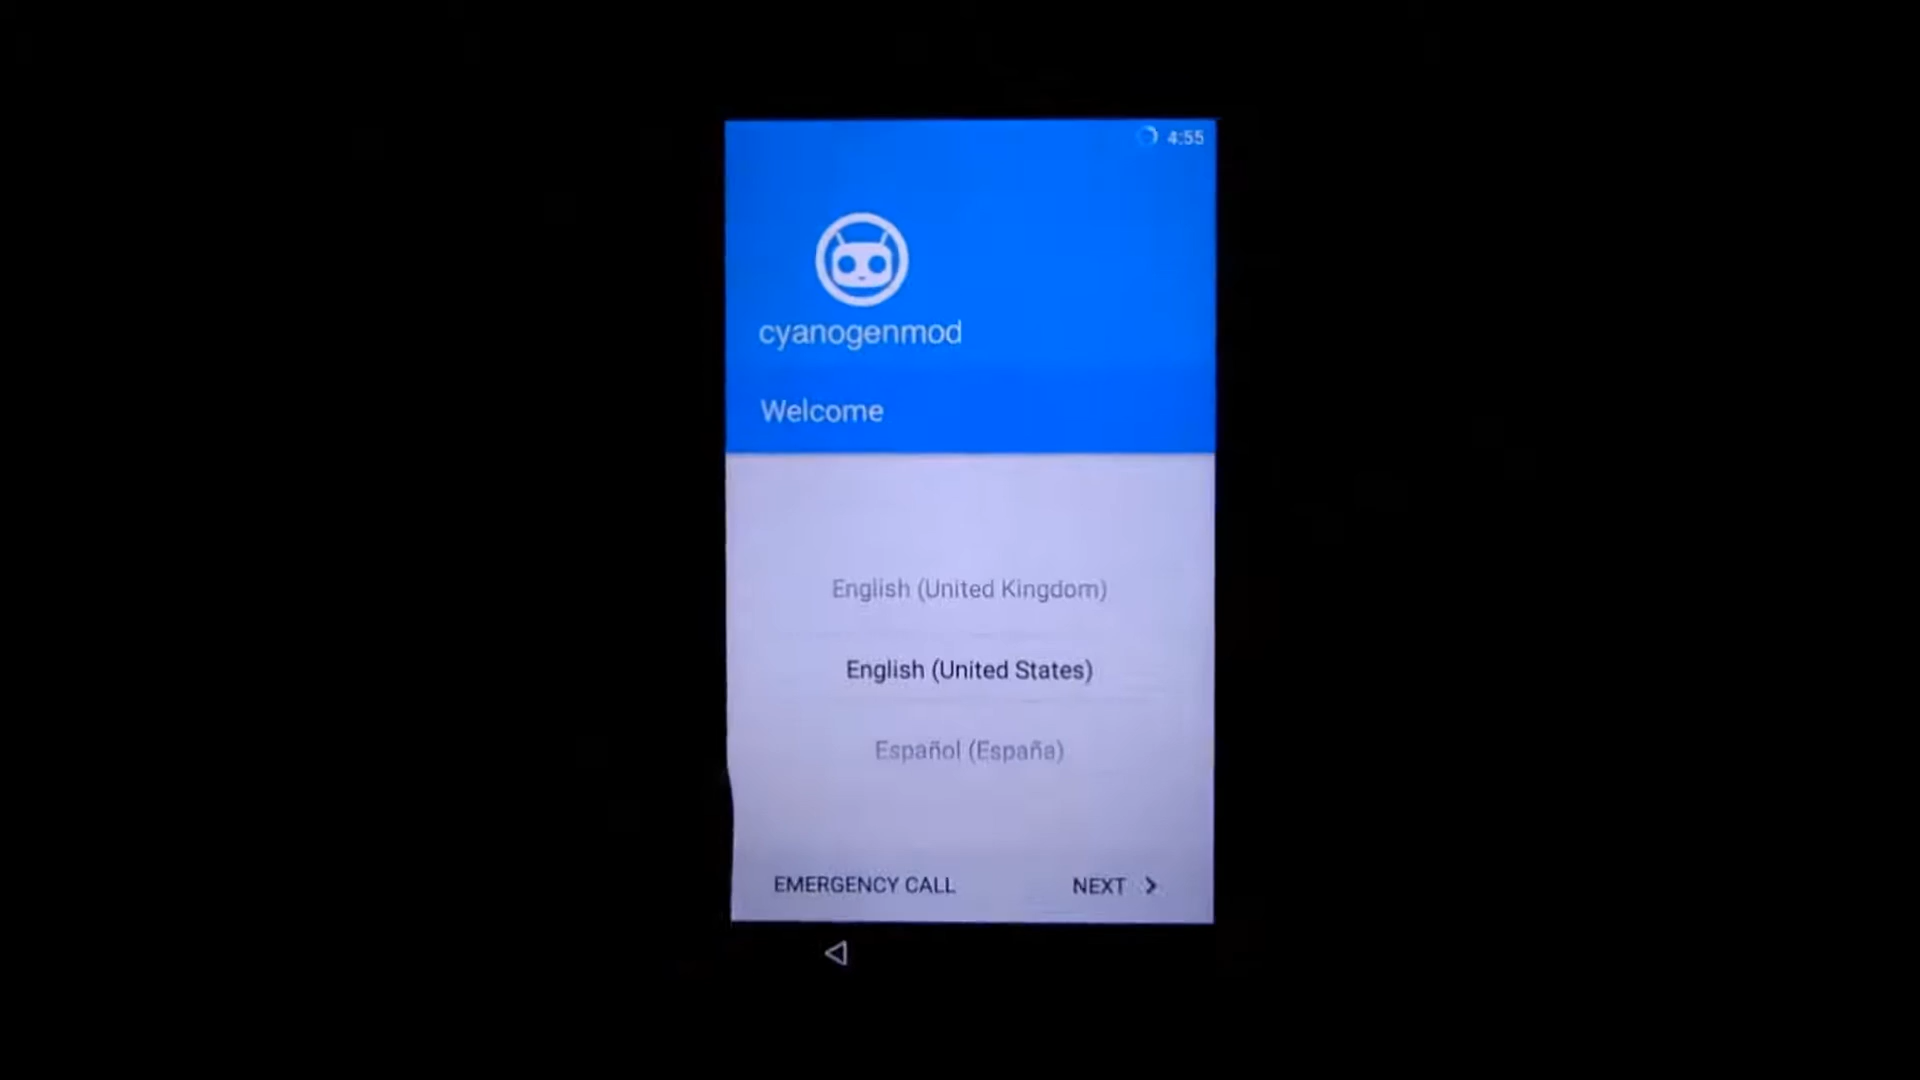 4:55
cyanogenmod
Welcome
English (United Kingdom)
English (United States)
Español (España)
EMERGENCY CALL
NEXT